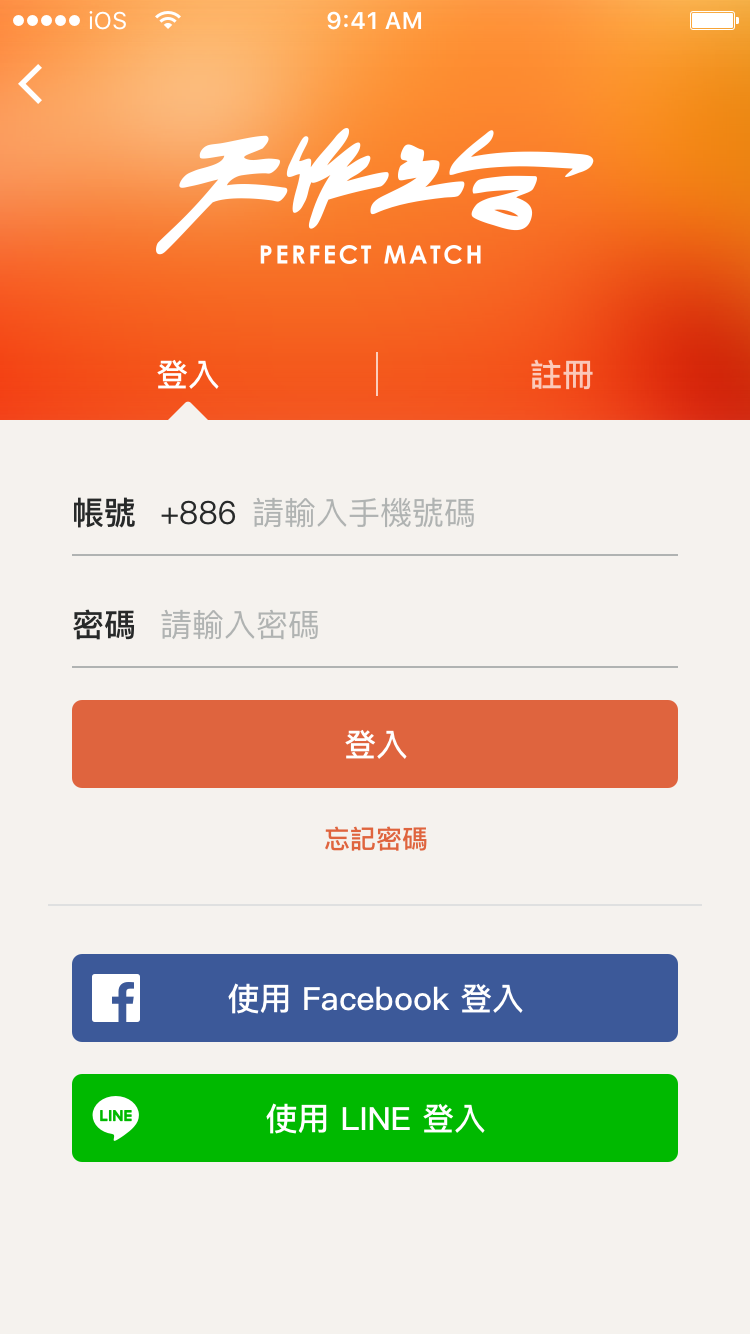 iOS 9:41 AM
天作之合
PERFECT MATCH
登入 註冊
帳號 +886 請輸入手機號碼
密碼 請輸入密碼
登入
忘記密碼
使用 Facebook 登入
LINE 使用 LINE 登入